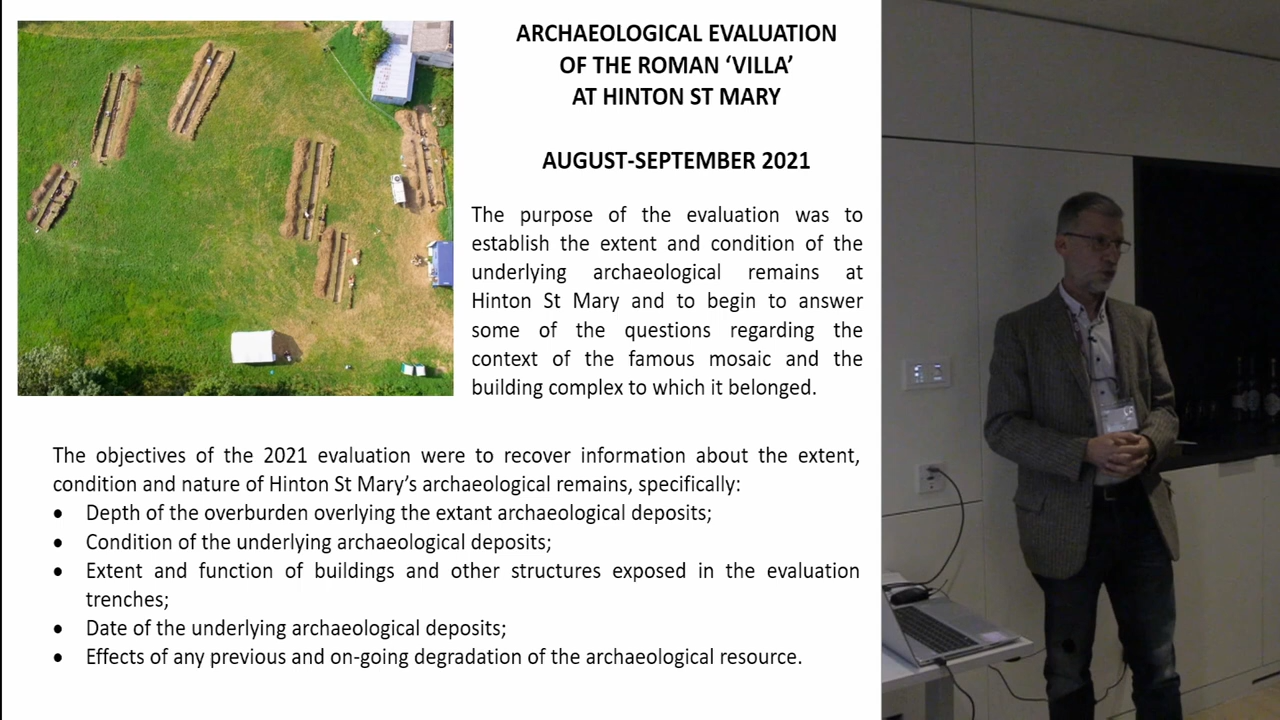 ARCHAEOLOGICAL EVALUATION
OF THE ROMAN ‘VILLA’
AT HINTON ST MARY
AUGUST-SEPTEMBER 2021
The purpose of the evaluation was to
establish the extent and condition of the
underlying archaeological remains at
Hinton St Mary and to begin to answer
some of the questions regarding the
context of the famous mosaic and the
building complex to which it belonged.
The objectives of the 2021 evaluation were to recover information about the extent,
condition and nature of Hinton St Mary’s archaeological remains, specifically:
• Depth of the overburden overlying the extant archaeological deposits;
• Condition of the underlying archaeological deposits;
• Extent and function of buildings and other structures exposed in the evaluation
trenches;
• Date of the underlying archaeological deposits;
• Effects of any previous and on-going degradation of the archaeological resource.